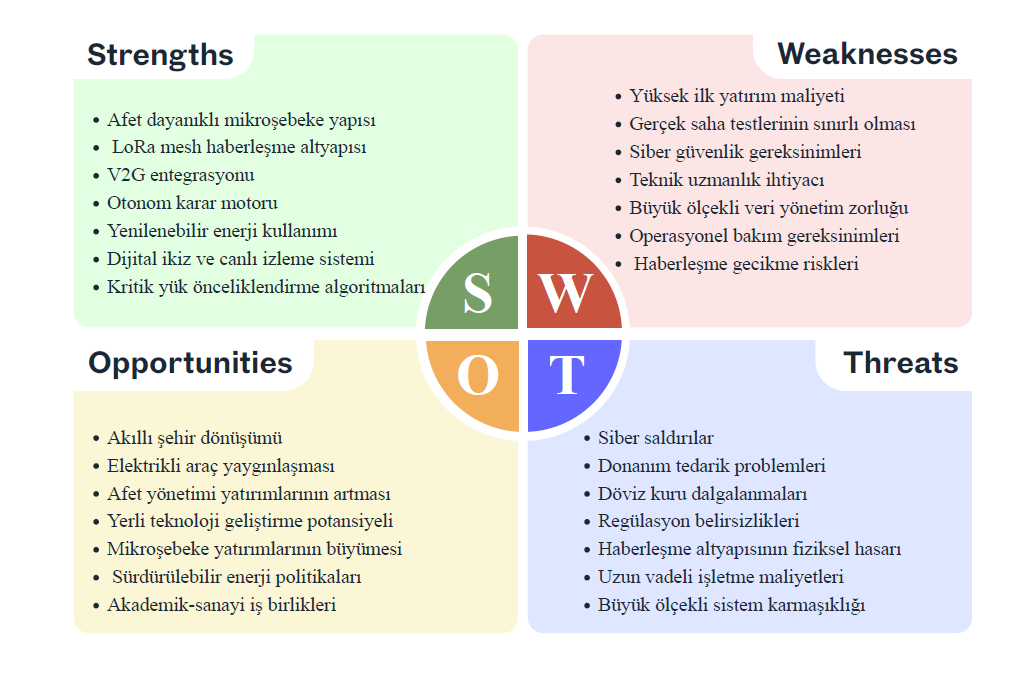 Strengths
• Afet dayanıklı mikroşebeke yapısı
• LoRa mesh haberleşme altyapısı
• V2G entegrasyonu
• Otonom karar motoru
• Yenilenebilir enerji kullanımı
• Dijital ikiz ve canlı izleme sistemi
• Kritik yük önceliklendirme algoritmaları
Weaknesses
• Yüksek ilk yatırım maliyeti
• Gerçek saha testlerinin sınırlı olması
• Siber güvenlik gereksinimleri
• Teknik uzmanlık ihtiyacı
• Büyük ölçekli veri yönetim zorluğu
• Operasyonel bakım gereksinimleri
• Haberleşme gecikme riskleri
S
W
O
T
Opportunities
• Akıllı şehir dönüşümü
• Elektrikli araç yaygınlaşması
• Afet yönetimi yatırımlarının artması
• Yerli teknoloji geliştirme potansiyeli
• Mikroşebeke yatırımlarının büyümesi
• Sürdürülebilir enerji politikaları
• Akademik-sanayi iş birlikleri
Threats
• Siber saldırılar
• Donanım tedarik problemleri
• Döviz kuru dalgalanmaları
• Regülasyon belirsizlikleri
• Haberleşme altyapısının fiziksel hasarı
• Uzun vadeli işletme maliyetleri
• Büyük ölçekli sistem karmaşıklığı